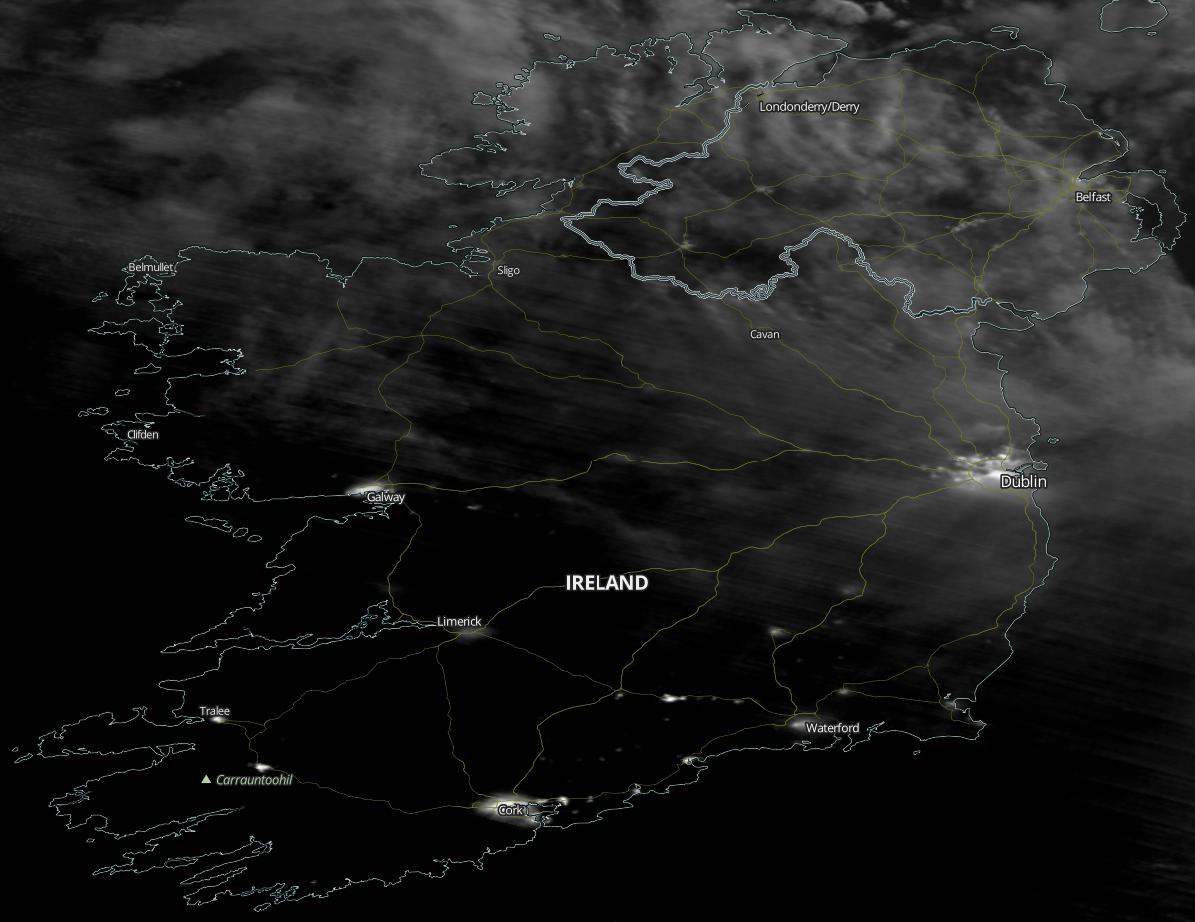 Londonderry/Derry
Belfast
Belmullet
Sligo
Cavan
Clifden
Dublin
Galway
IRELAND
Limerick
Tralee
Waterford
Carrauntoohil
Cork